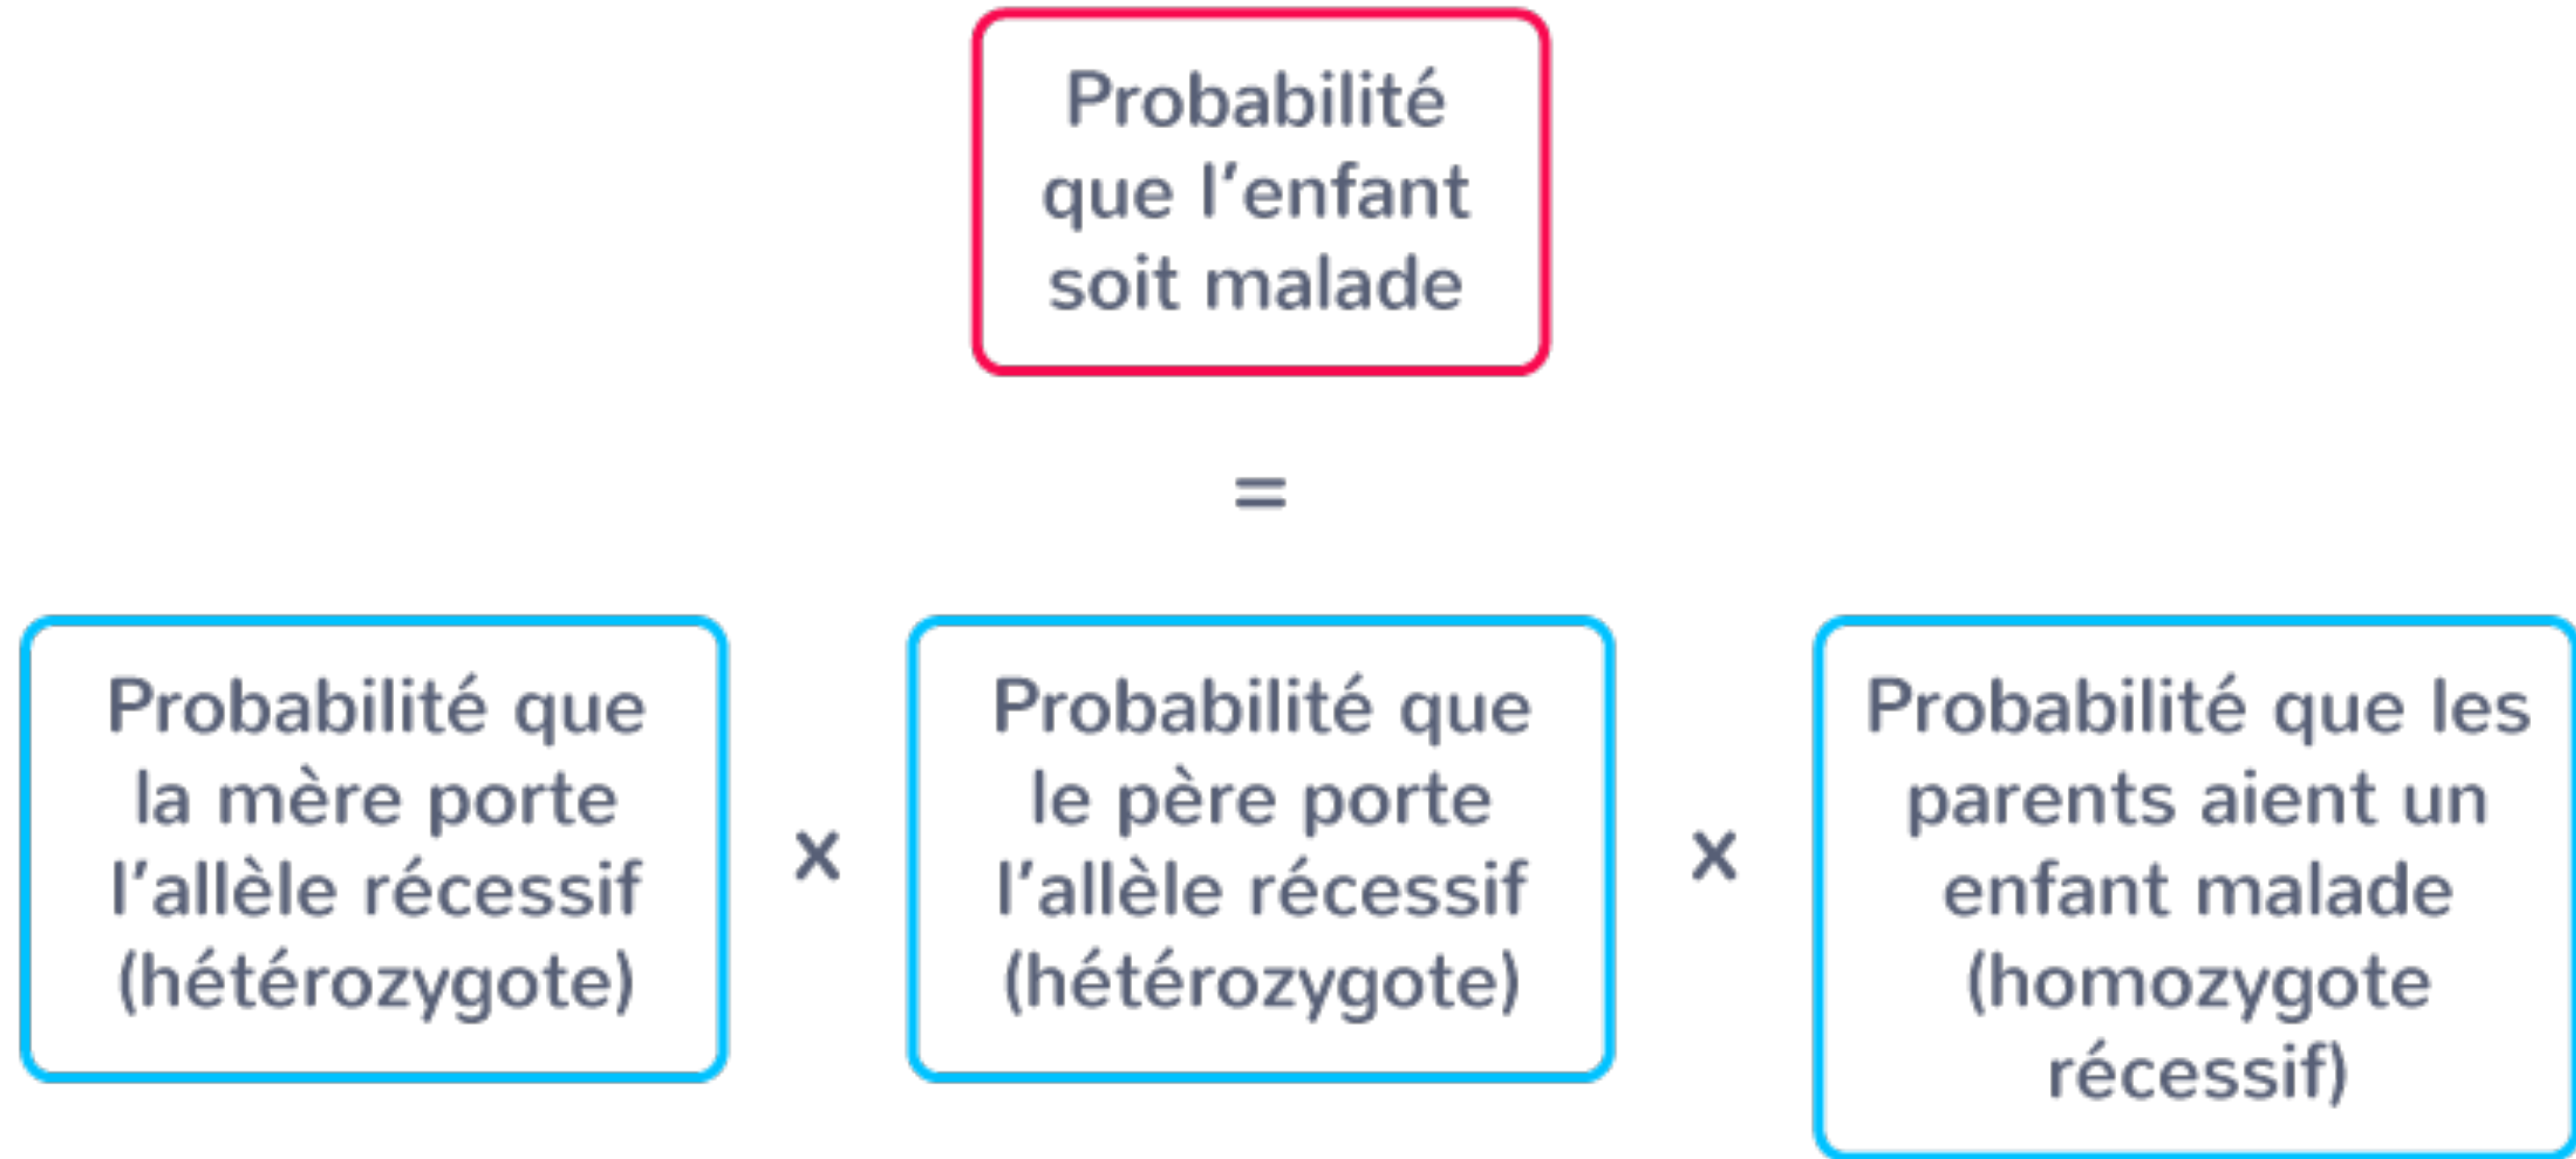 Probabilité
que l’enfant
soit malade
=
Probabilité que
la mère porte
l’allèle récessif
(hétérozygote)
x
Probabilité que
le père porte
l’allèle récessif
(hétérozygote)
x
Probabilité que les
parents aient un
enfant malade
(homozygote
récessif)